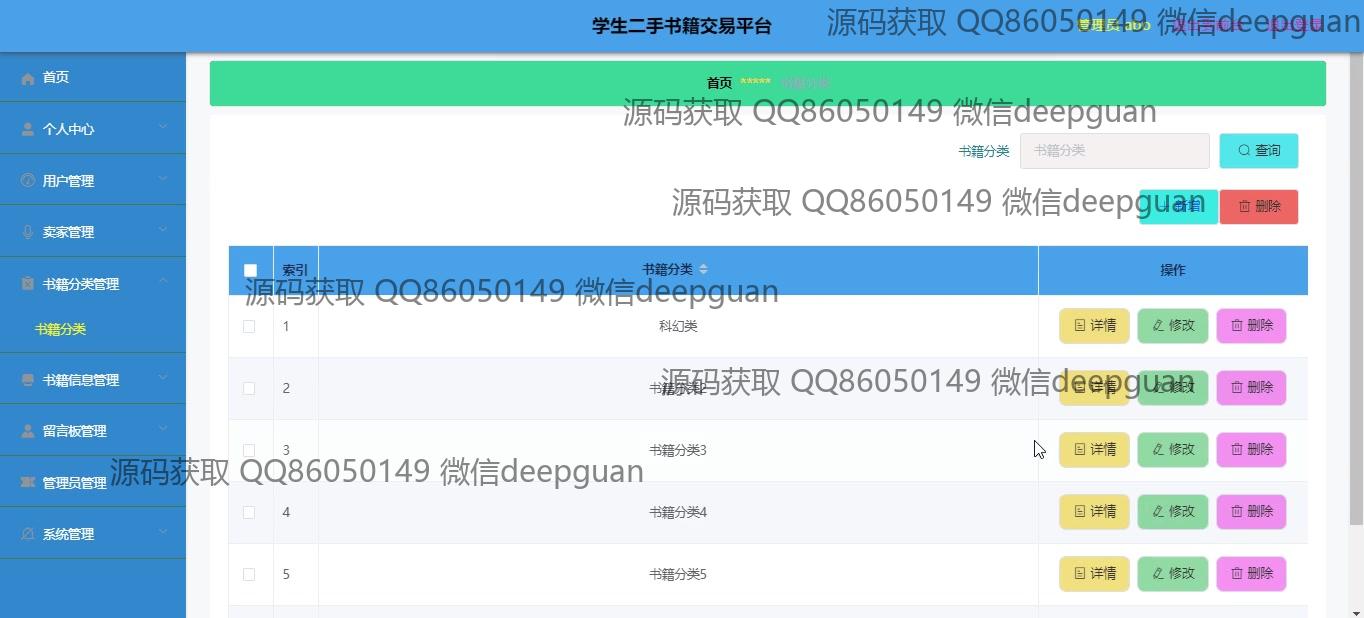 学生二手书籍交易平台
管理员 abo
源码获取 QQ86050149 微信deepguan
首页
个人中心
用户管理
卖家管理
书籍分类管理
书籍分类
书籍信息管理
留言板管理
管理员管理
系统管理
首页 ***** 书籍分类
源码获取 QQ86050149 微信deepguan
书籍分类 书籍分类 查询
源码获取 QQ86050149 微信deepguan
新增 删除
索引 书籍分类 操作
源码获取 QQ86050149 微信deepguan
1 科幻类 详情 修改 删除
2 书籍分类2 详情 修改 删除
源码获取 QQ86050149 微信deepguan
3 书籍分类3 详情 修改 删除
源码获取 QQ86050149 微信deepguan
4 书籍分类4 详情 修改 删除
5 书籍分类5 详情 修改 删除